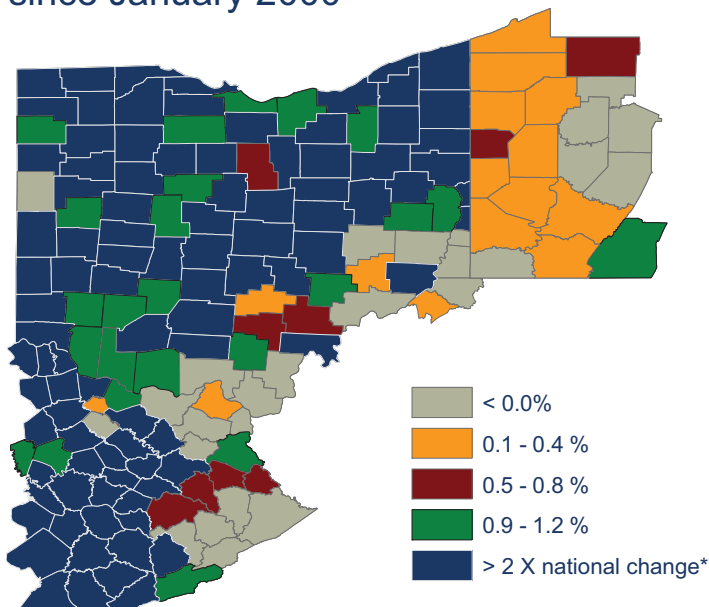 since January 2000
< 0.0%
0.1 - 0.4 %
0.5 - 0.8 %
0.9 - 1.2 %
> 2 X national change*